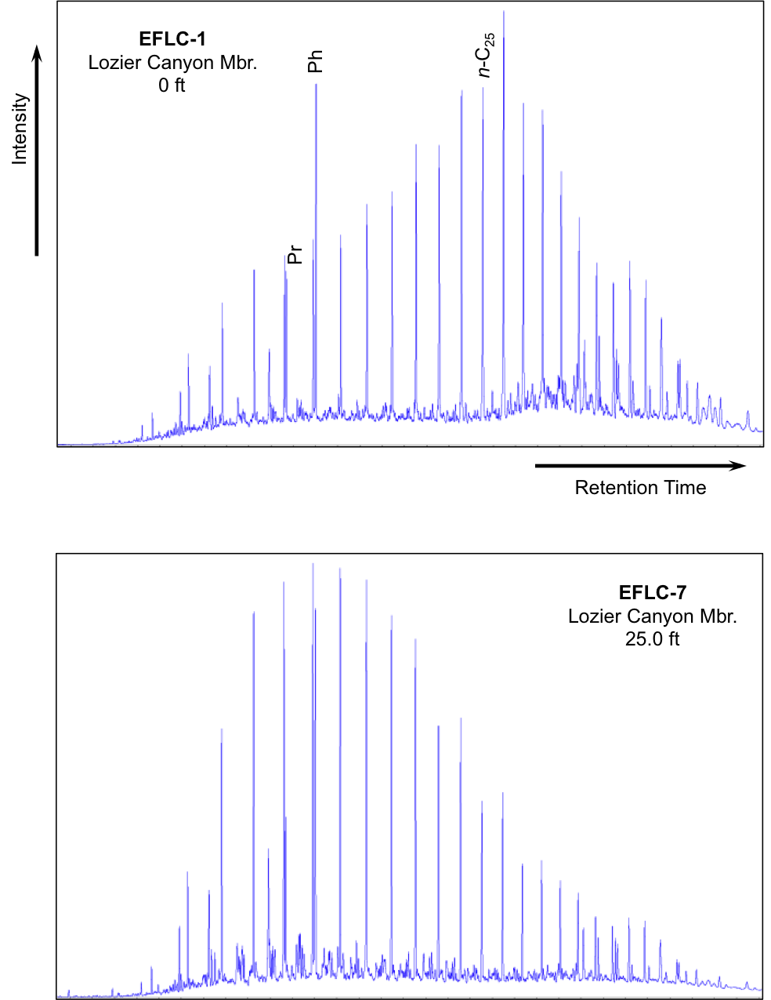 EFLC-1
Lozier Canyon Mbr.
0 ft
Intensity
Ph
Pr
n-C25
Retention Time
EFLC-7
Lozier Canyon Mbr.
25.0 ft